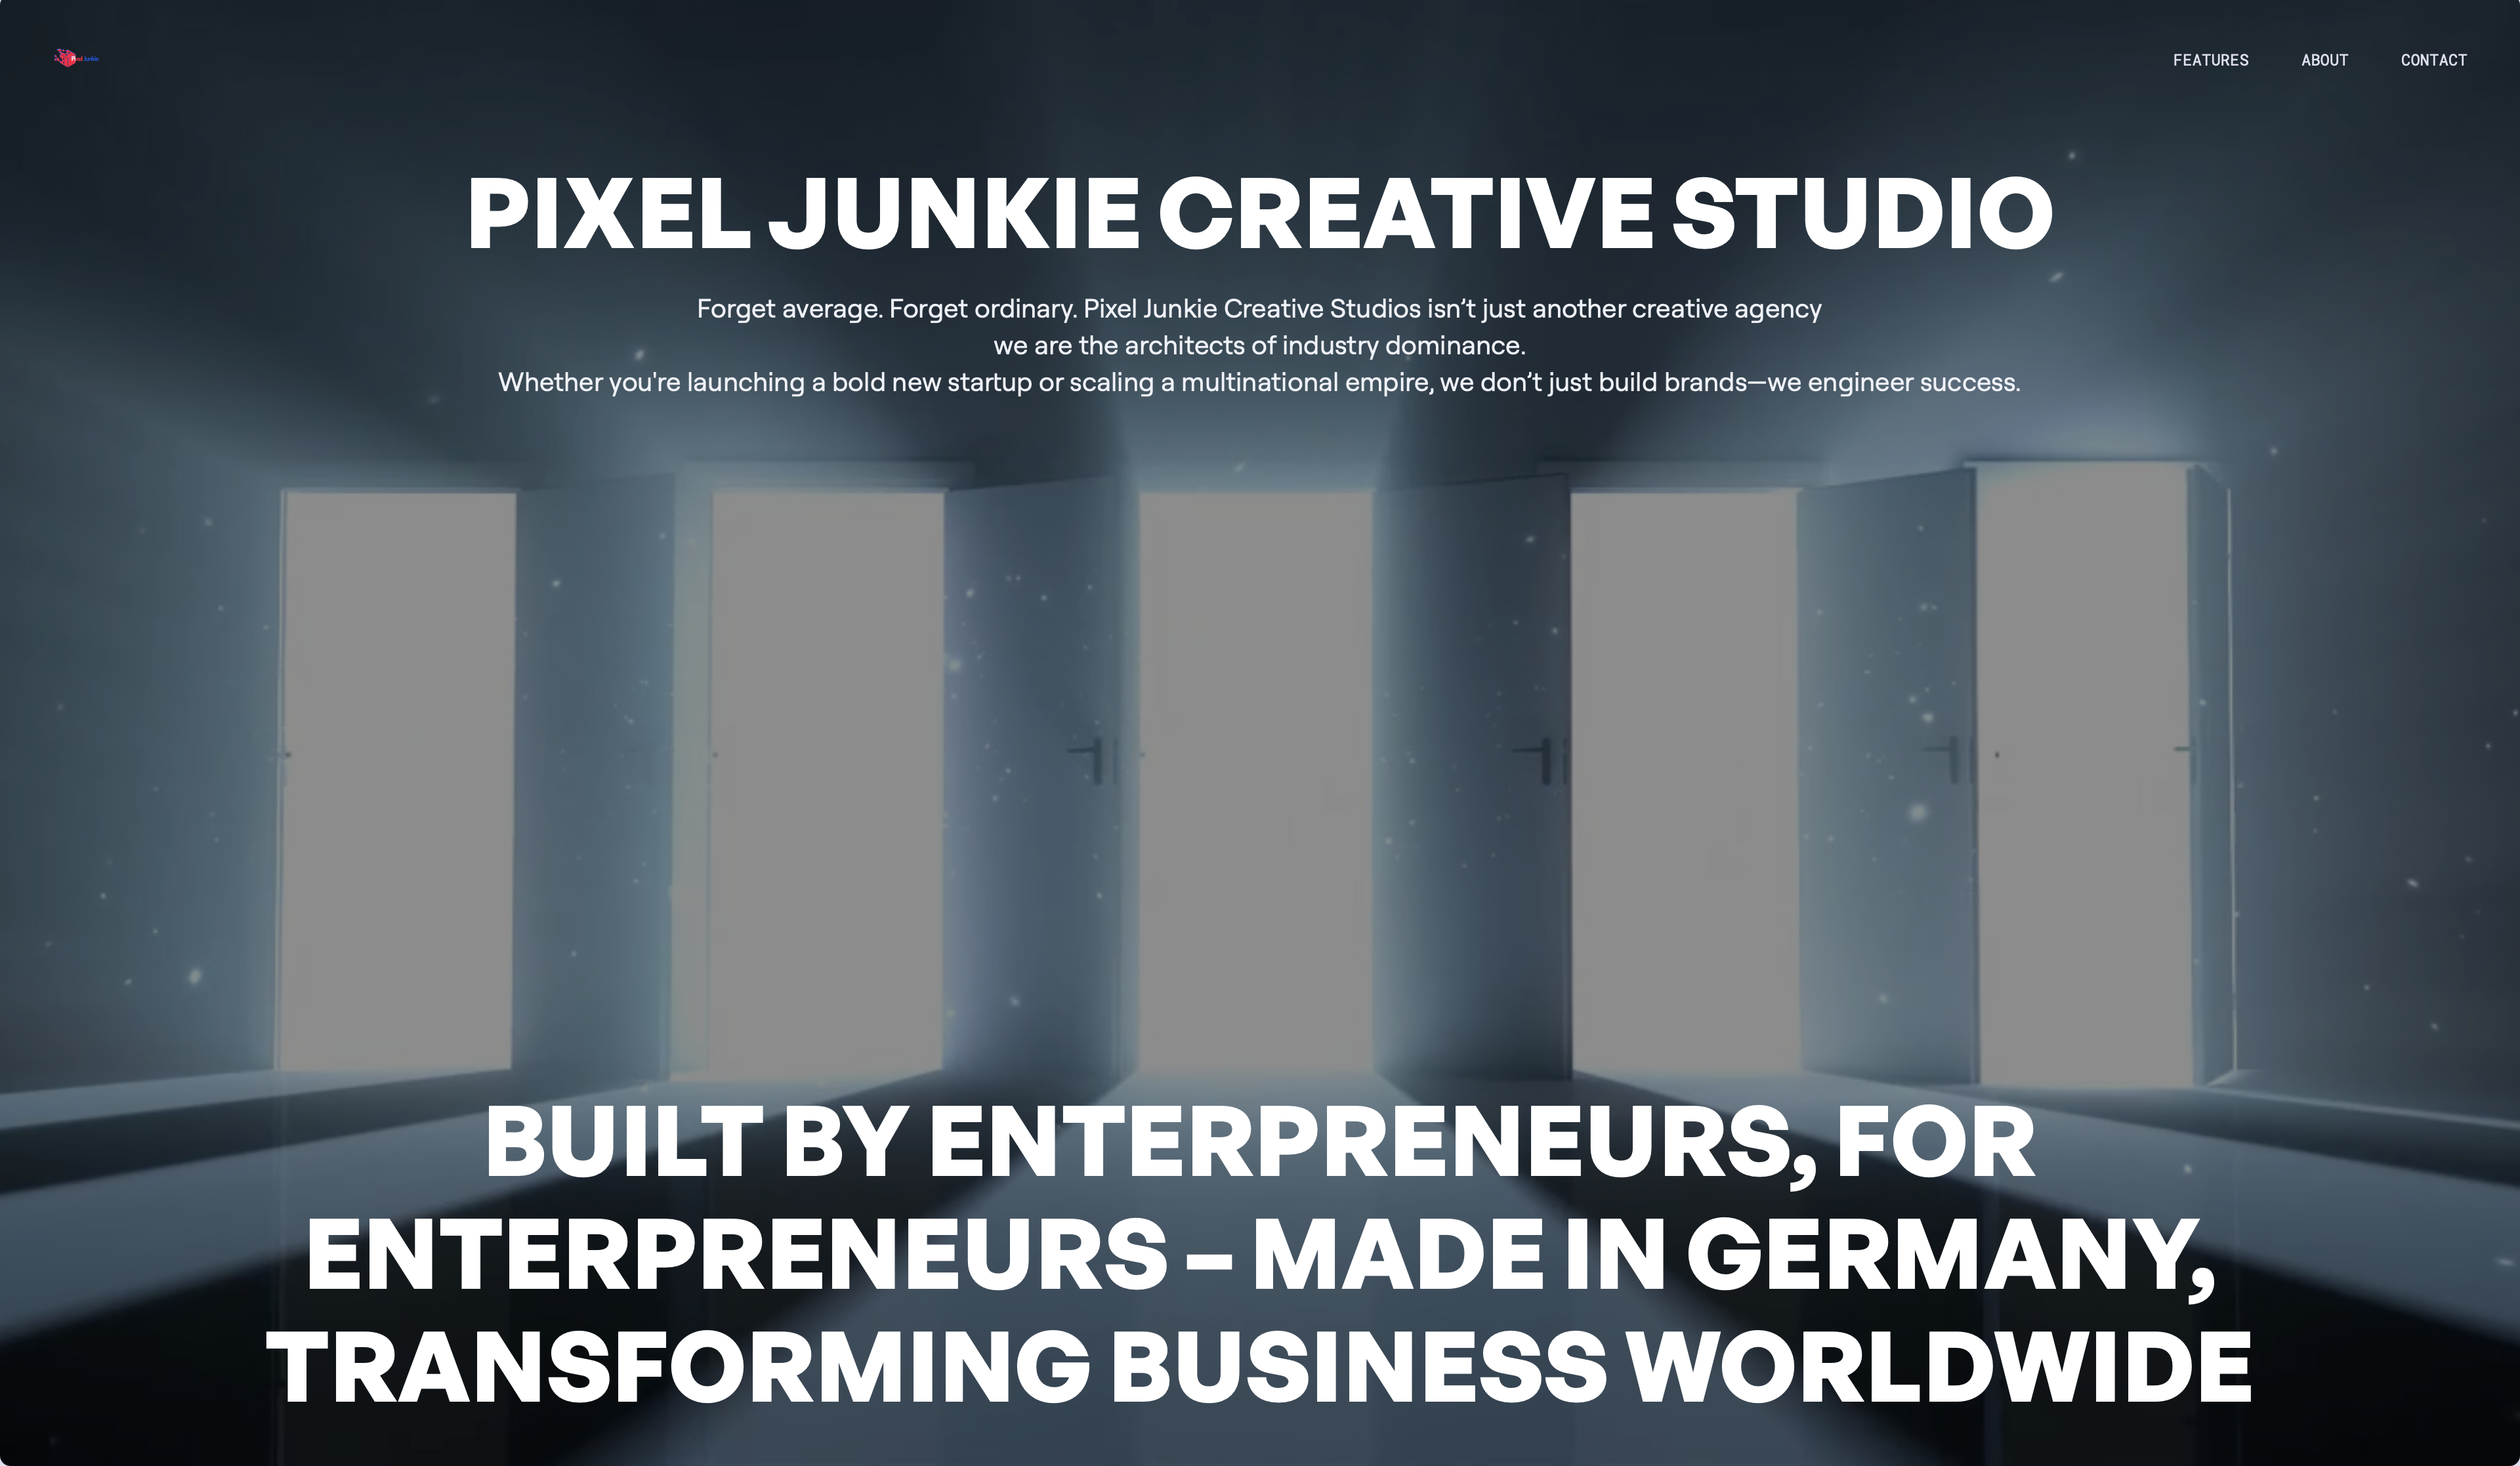 Pixel Junkie
FEATURES
ABOUT
CONTACT
PIXEL JUNKIE CREATIVE STUDIO
Forget average. Forget ordinary. Pixel Junkie Creative Studios isn’t just another creative agency
we are the architects of industry dominance.
Whether you're launching a bold new startup or scaling a multinational empire, we don’t just build brands—we engineer success.
BUILT BY ENTERPRENEURS, FOR
ENTERPRENEURS – MADE IN GERMANY,
TRANSFORMING BUSINESS WORLDWIDE